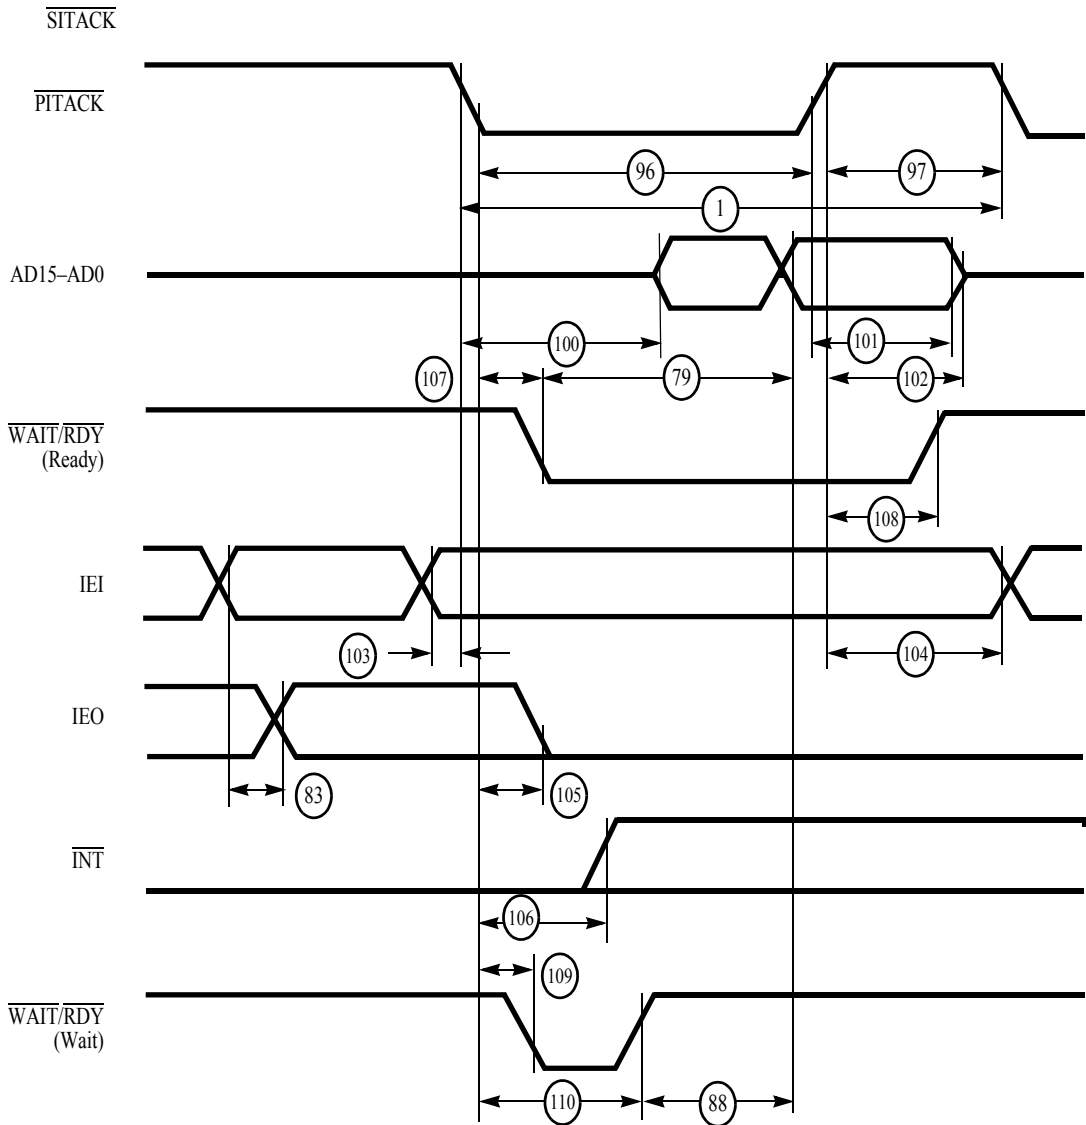 SITACK
PITACK
96
97
1
AD15–AD0
100
101
107
79
102
WAIT/RDY
(Ready)
108
IEI
103
104
IEO
83
105
INT
106
109
WAIT/RDY
(Wait)
110
88